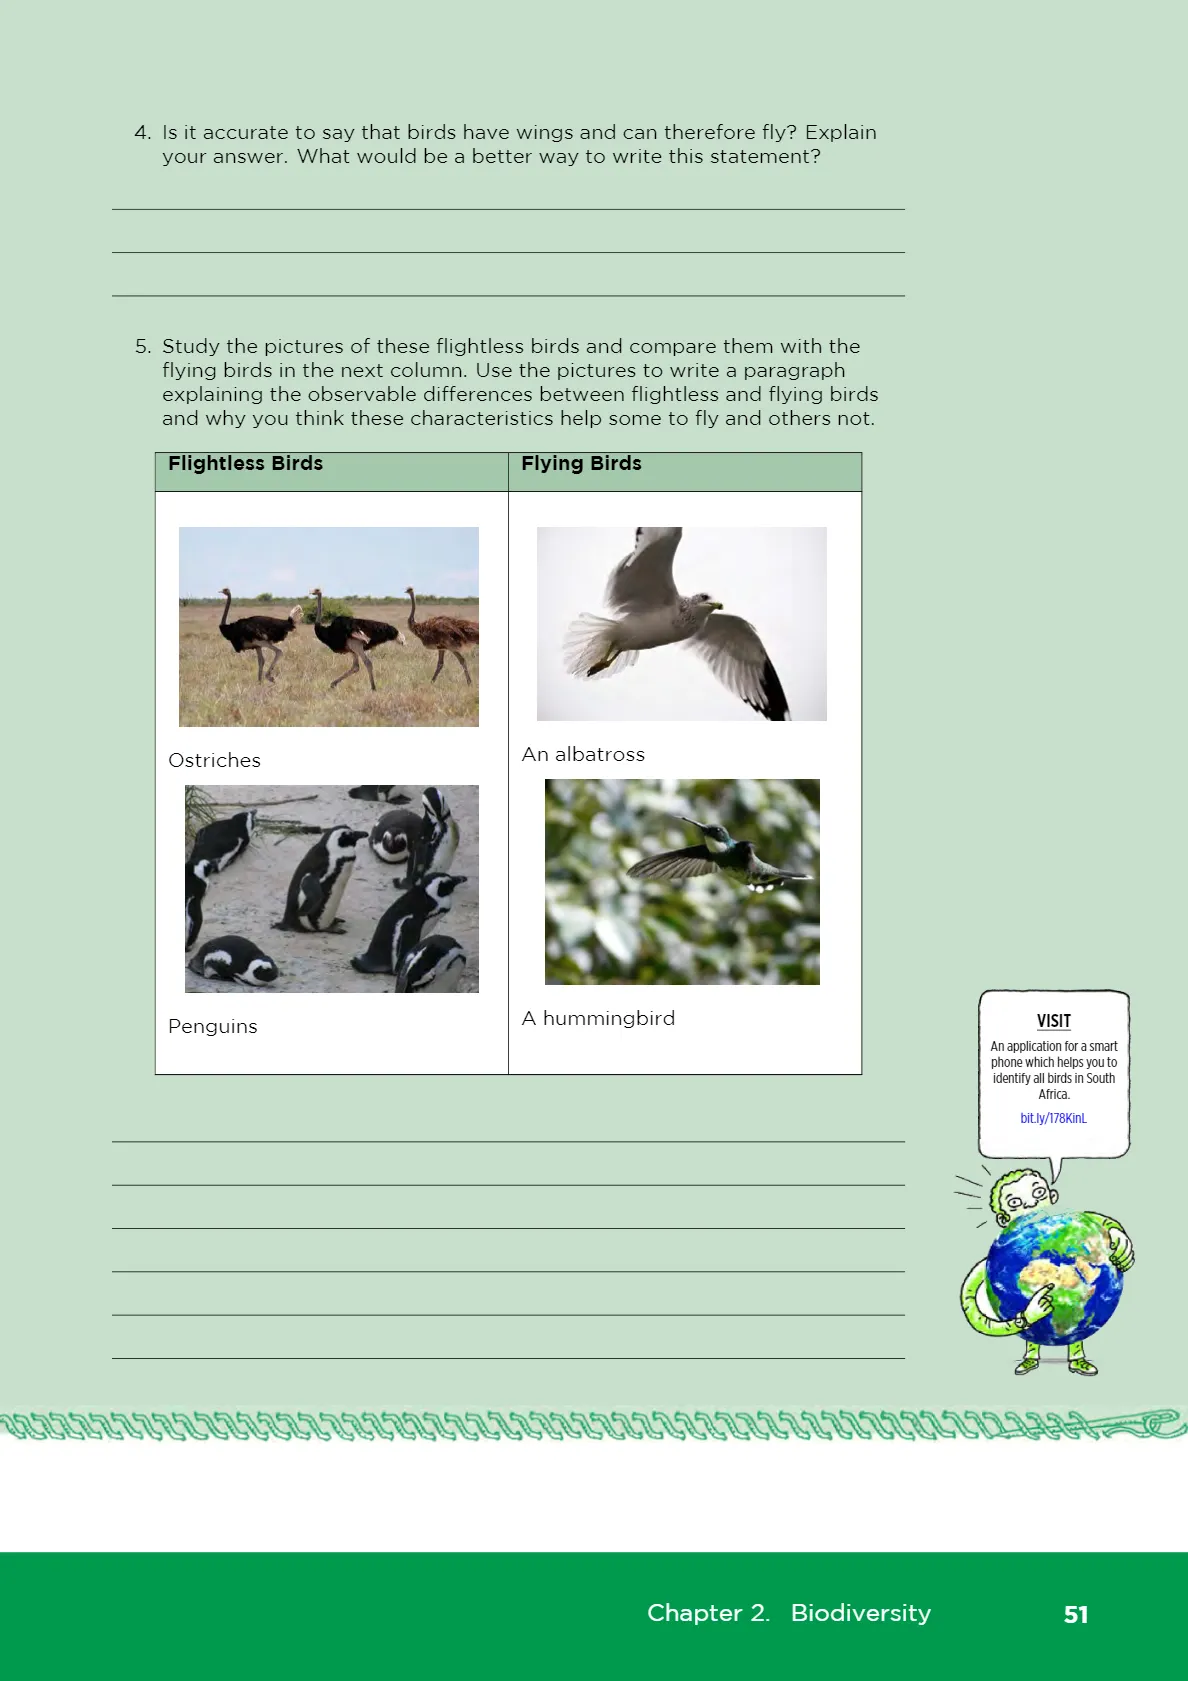 4. Is it accurate to say that birds have wings and can therefore fly? Explain
your answer. What would be a better way to write this statement?
5. Study the pictures of these flightless birds and compare them with the
flying birds in the next column. Use the pictures to write a paragraph
explaining the observable differences between flightless and flying birds
and why you think these characteristics help some to fly and others not.
Flightless Birds
Flying Birds
Ostriches
An albatross
Penguins
A hummingbird
VISIT
An application for a smart
phone which helps you to
identify all birds in South
Africa.
bit.ly/178KinL
Chapter 2. Biodiversity 51